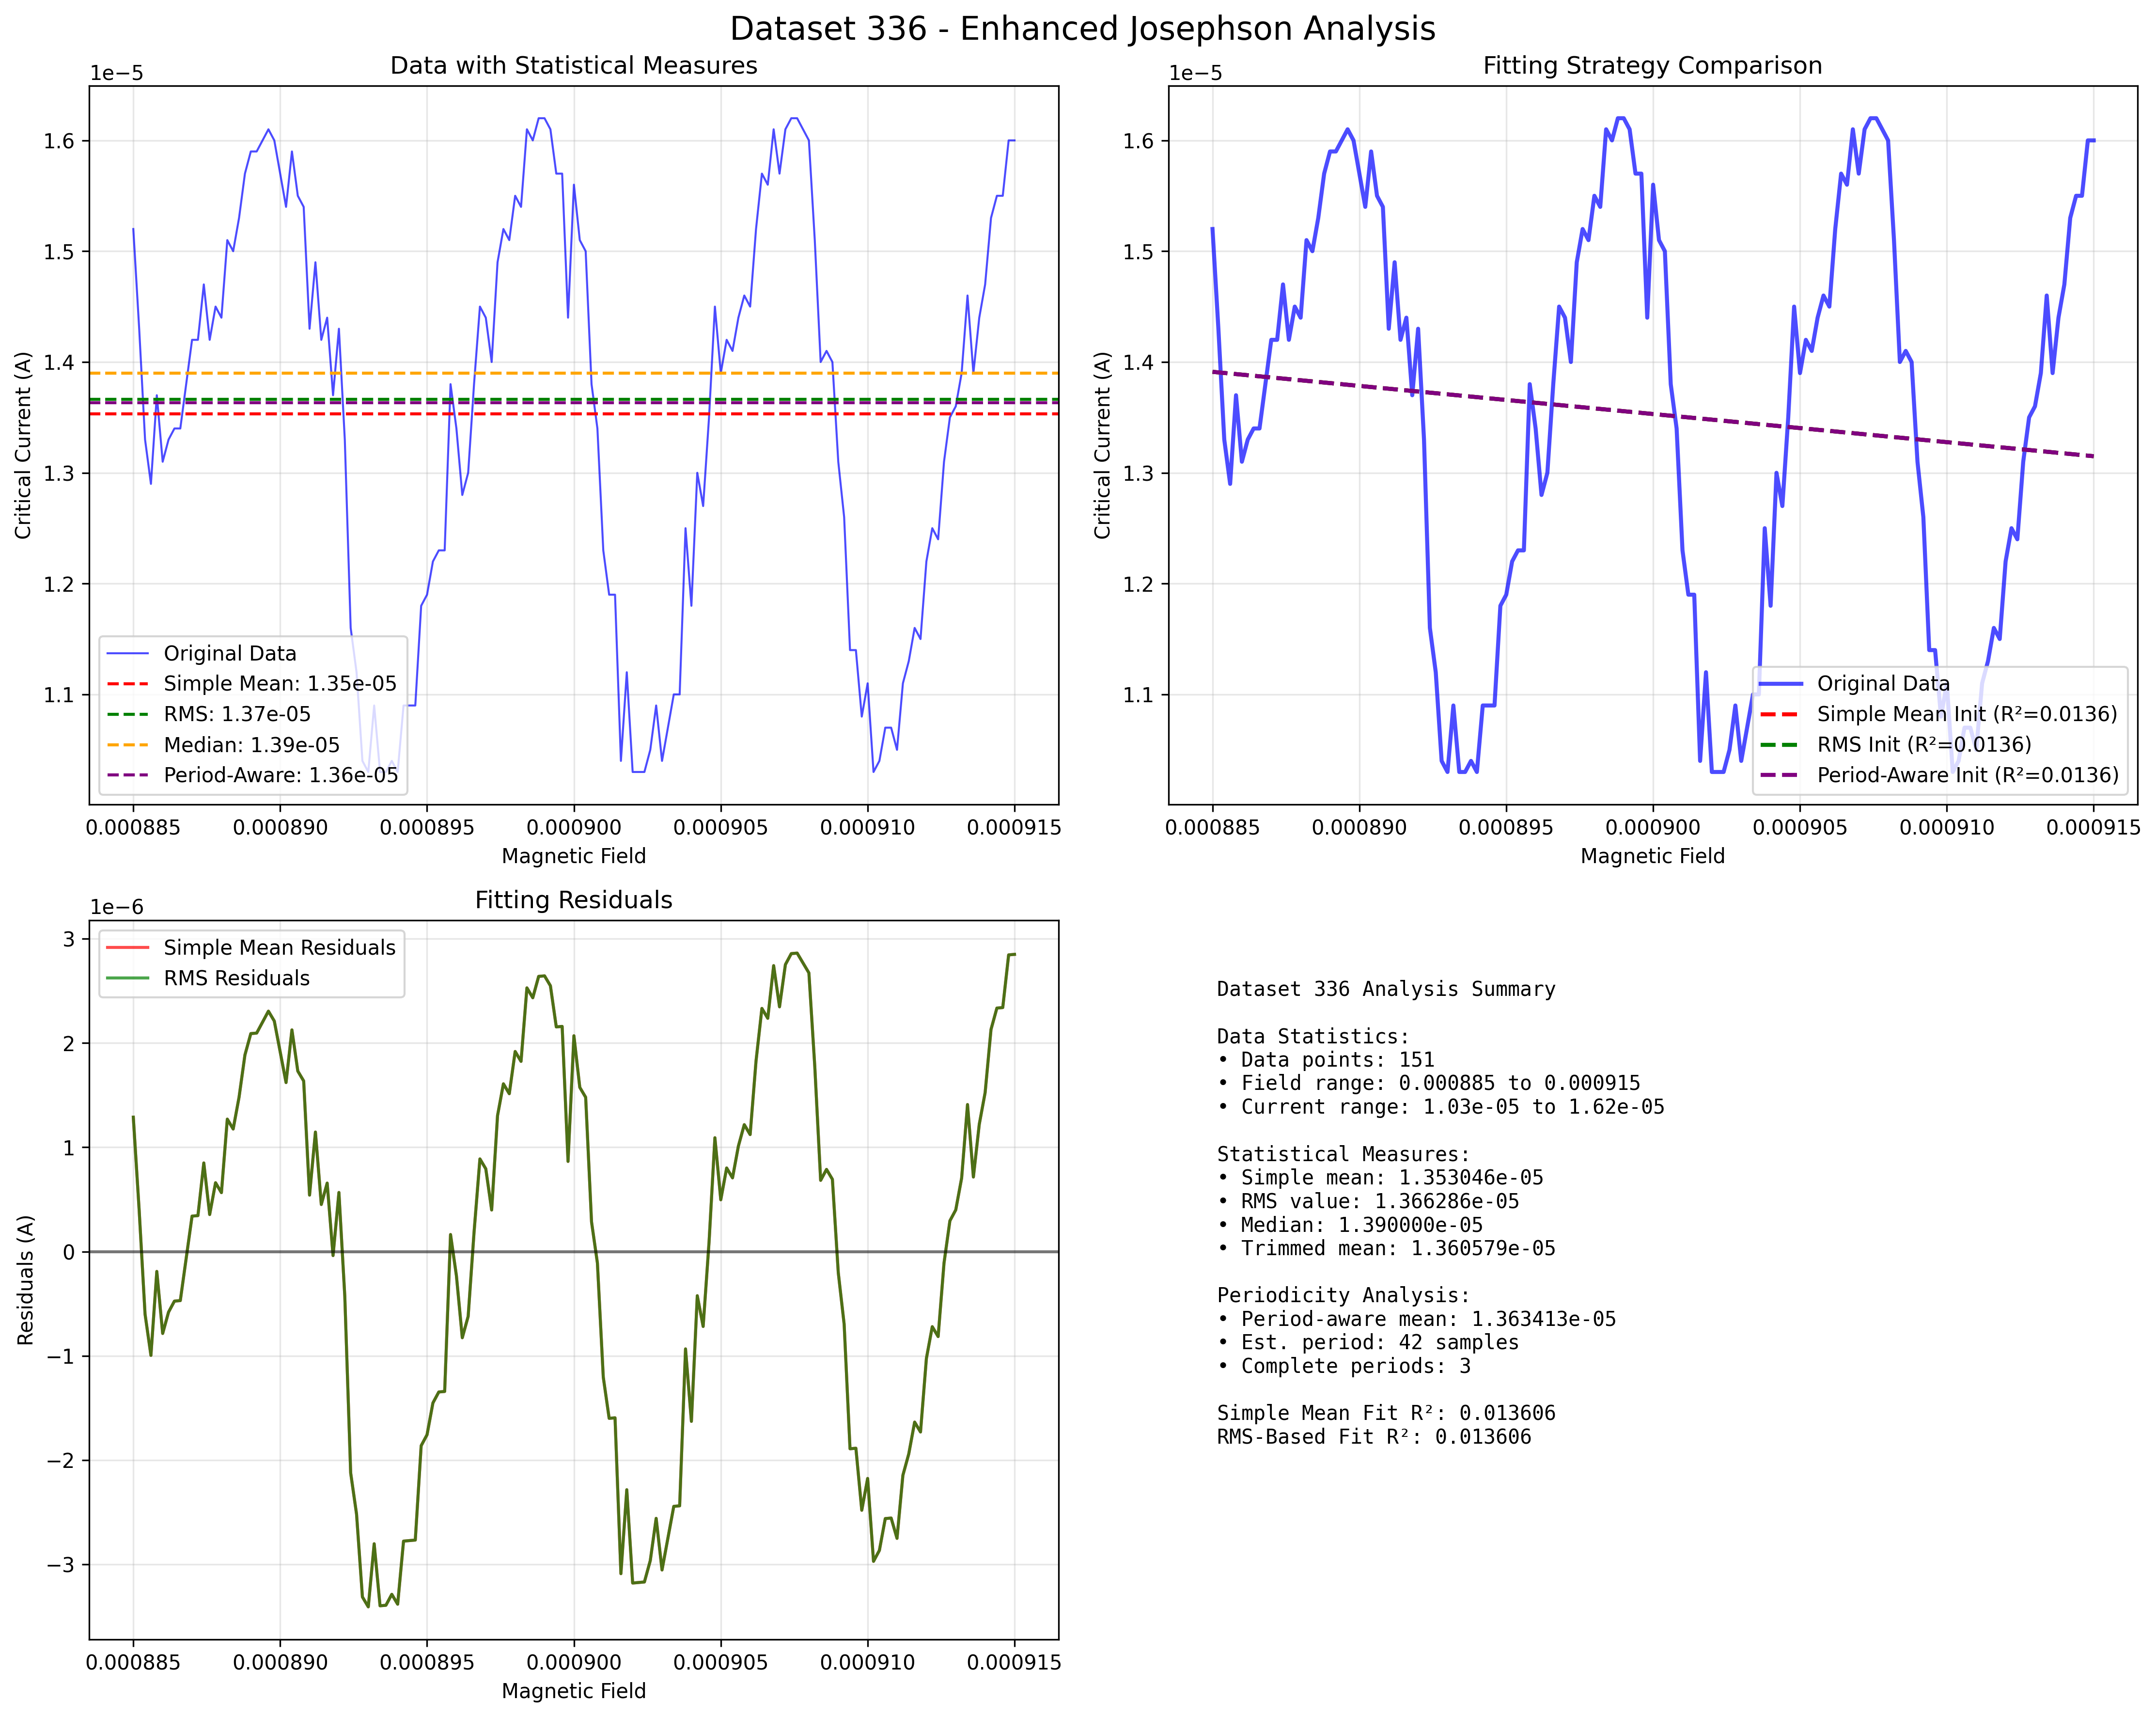 Dataset 336 - Enhanced Josephson Analysis
Data with Statistical Measures
1e−5
1.6
1.5
1.4
1.3
1.2
1.1
Critical Current (A)
Original Data
Simple Mean: 1.35e-05
RMS: 1.37e-05
Median: 1.39e-05
Period-Aware: 1.36e-05
0.000885 0.000890 0.000895 0.000900 0.000905 0.000910 0.000915
Magnetic Field
Fitting Strategy Comparison
1e−5
1.6
1.5
1.4
1.3
1.2
1.1
Critical Current (A)
Original Data
Simple Mean Init (R²=0.0136)
RMS Init (R²=0.0136)
Period-Aware Init (R²=0.0136)
0.000885 0.000890 0.000895 0.000900 0.000905 0.000910 0.000915
Magnetic Field
Fitting Residuals
1e−6
Simple Mean Residuals
RMS Residuals
3
2
1
0
−1
−2
−3
Residuals (A)
0.000885 0.000890 0.000895 0.000900 0.000905 0.000910 0.000915
Magnetic Field
Dataset 336 Analysis Summary
Data Statistics:
• Data points: 151
• Field range: 0.000885 to 0.000915
• Current range: 1.03e-05 to 1.62e-05
Statistical Measures:
• Simple mean: 1.353046e-05
• RMS value: 1.366286e-05
• Median: 1.390000e-05
• Trimmed mean: 1.360579e-05
Periodicity Analysis:
• Period-aware mean: 1.363413e-05
• Est. period: 42 samples
• Complete periods: 3
Simple Mean Fit R²: 0.013606
RMS-Based Fit R²: 0.013606